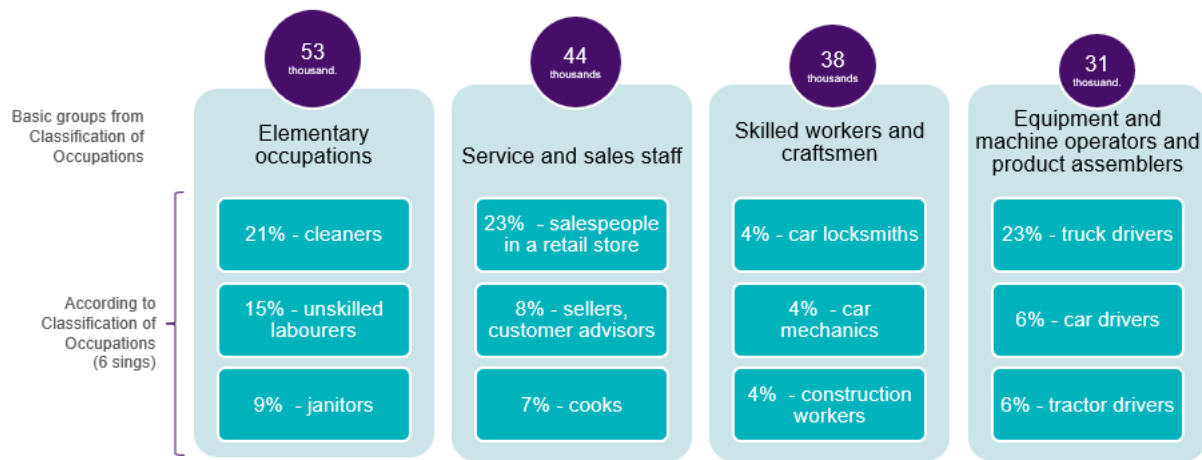 53
thousand.
44
thousands
38
thousands
31
thosuand.
Basic groups from
Classification of
Occupations
Elementary
occupations
Service and sales staff
Skilled workers and
craftsmen
Equipment and
machine operators and
product assemblers
According to
Classification of
Occupations
(6 sings)
21% - cleaners
23% - salespeople
in a retail store
4% - car locksmiths
23% - truck drivers
15% - unskilled
labourers
8% - sellers,
customer advisors
4% - car
mechanics
6% - car drivers
9%  - janitors
7% - cooks
4%  - construction
workers
6% - tractor drivers